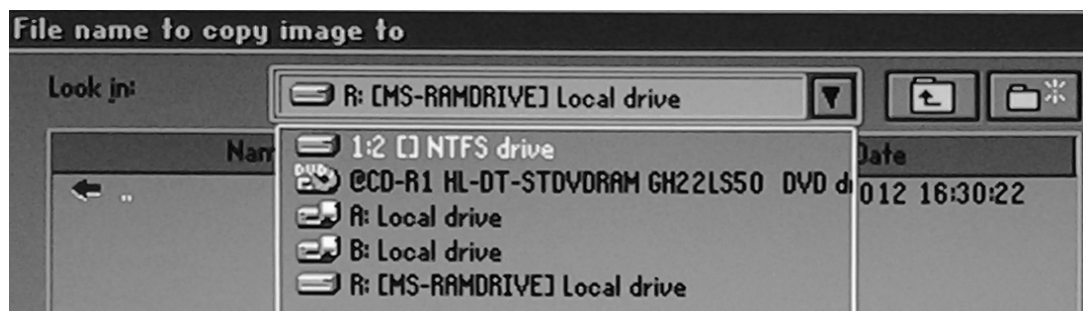 File name to copy image to
Look in:
R: [MS-RAMDRIVE] Local drive
Nam
Date
1:2 [] NTFS drive
@CD-R1 HL-DT-STDVDRAM GH22LS50 DVD dr
A: Local drive
B: Local drive
R: [MS-RAMDRIVE] Local drive
..
012 16:30:22